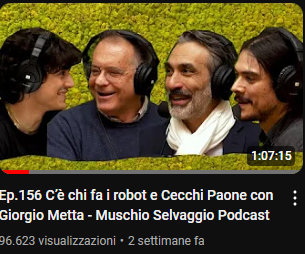 1:07:15
Ep.156 C'è chi fa i robot e Cecchi Paone con
Giorgio Metta - Muschio Selvaggio Podcast
96.623 visualizzazioni • 2 settimane fa